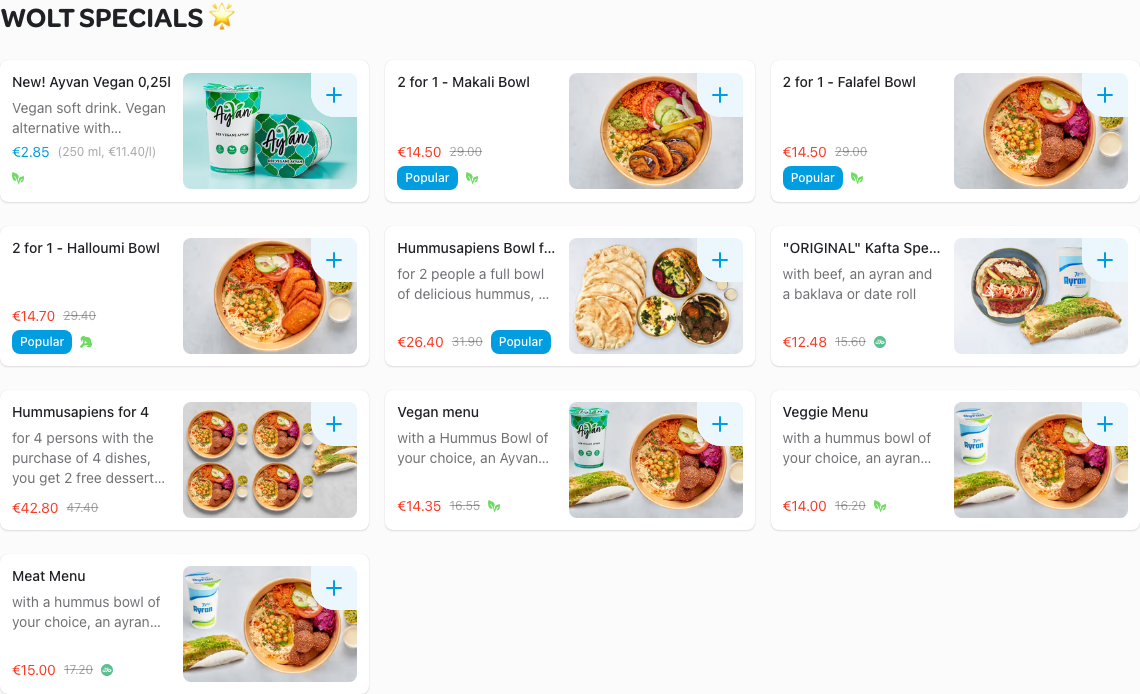 WOLT SPECIALS 🌟
New! Ayvan Vegan 0,25l
Vegan soft drink. Vegan
alternative with...
€2.85 (250 ml, €11.40/l)
Ayvan
Ayvan
2 for 1 - Makali Bowl
€14.50 29.00
Popular
2 for 1 - Falafel Bowl
€14.50 29.00
Popular
2 for 1 - Halloumi Bowl
€14.70 29.40
Popular
Hummusapiens Bowl f...
for 2 people a full bowl
of delicious hummus, ...
€26.40 31.90 Popular
"ORIGINAL" Kafta Spe...
with beef, an ayran and
a baklava or date roll
€12.48 15.60
Ayran
Hummusapiens for 4
for 4 persons with the
purchase of 4 dishes,
you get 2 free dessert...
€42.80 47.40
Vegan menu
with a Hummus Bowl of
your choice, an Ayvan...
€14.35 16.55
Ayvan
Veggie Menu
with a hummus bowl of
your choice, an ayran...
€14.00 16.20
Ayran
Meat Menu
with a hummus bowl of
your choice, an ayran...
€15.00 17.20
Ayran